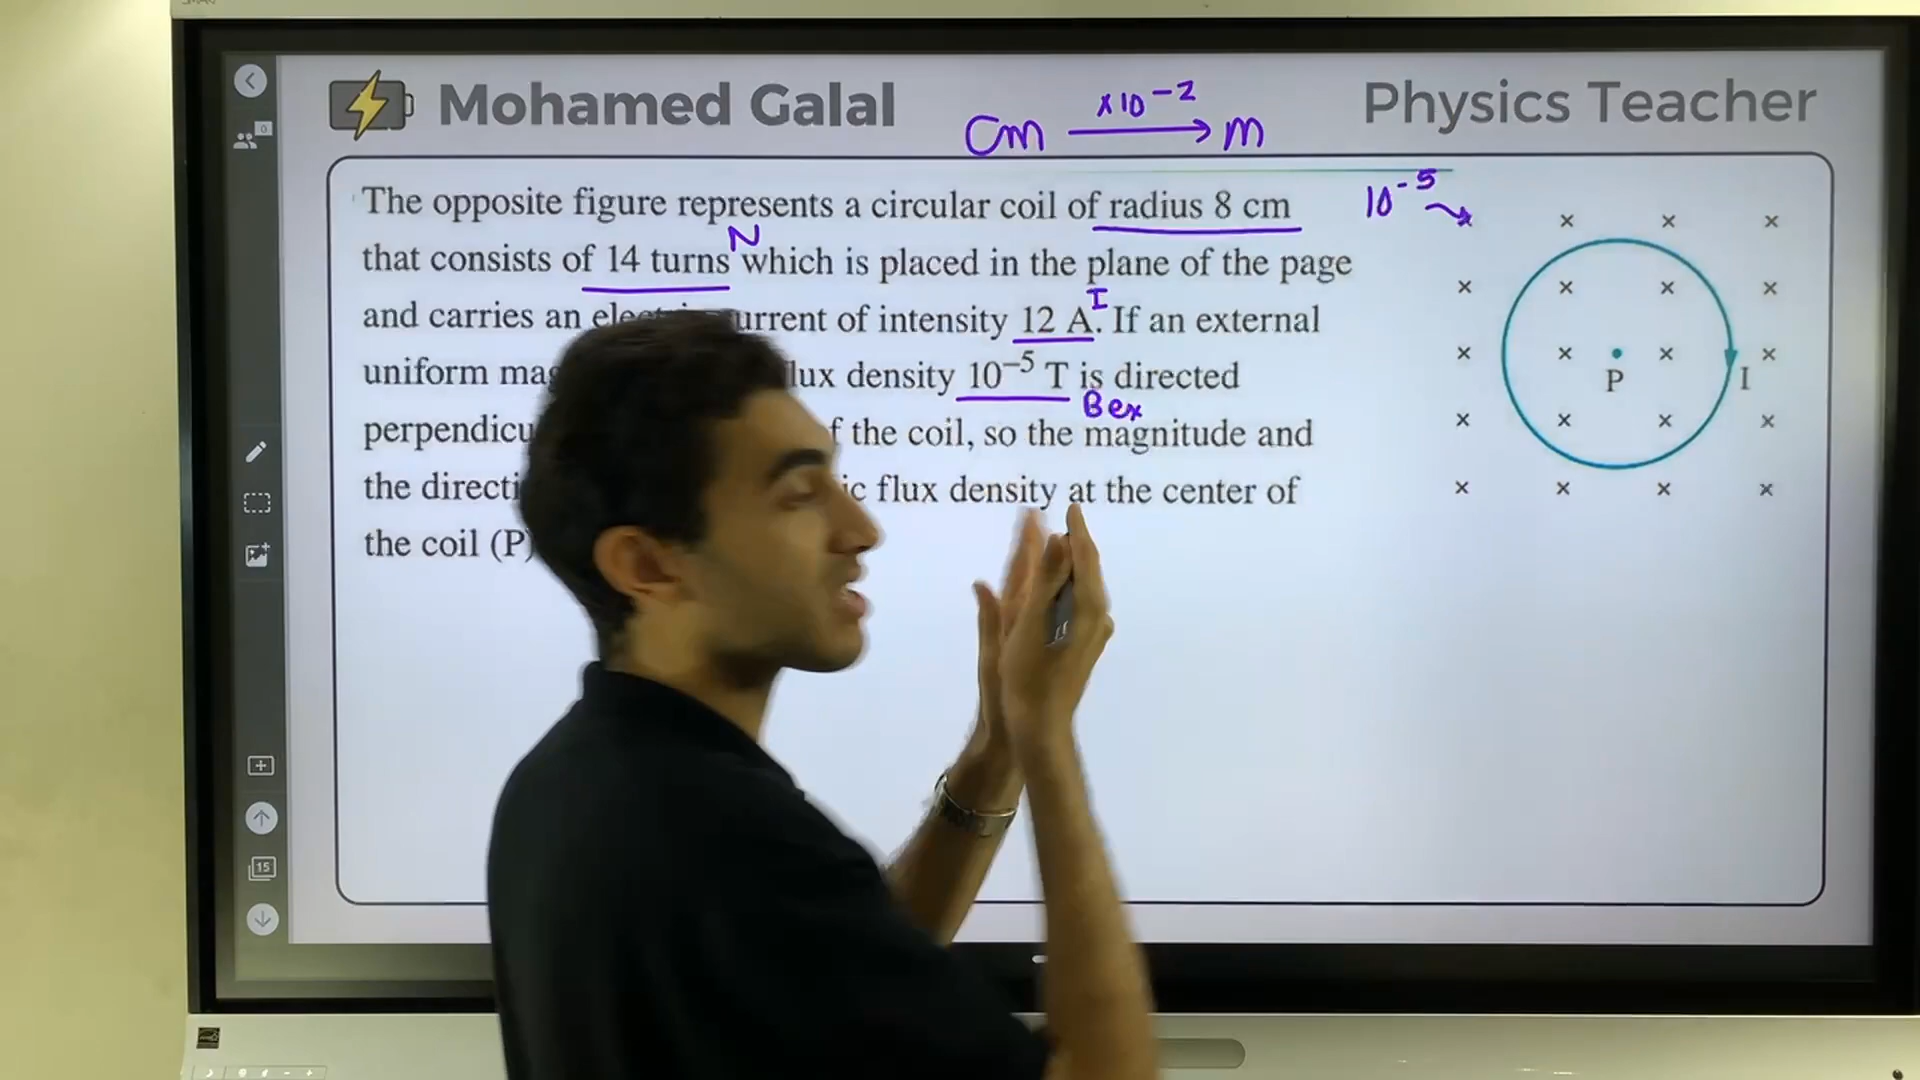 Mohamed Galal
Physics Teacher
cm ×10⁻² → m
The opposite figure represents a circular coil of radius 8 cm
10⁻⁵
N
that consists of 14 turns which is placed in the plane of the page
I
and carries an urrent of intensity 12 A. If an external
uniform lux density 10⁻⁵ T is directed
Bex
perpendicu f the coil, so the magnitude and
the directi ic flux density at the center of
the coil (P)
P
I
0
15